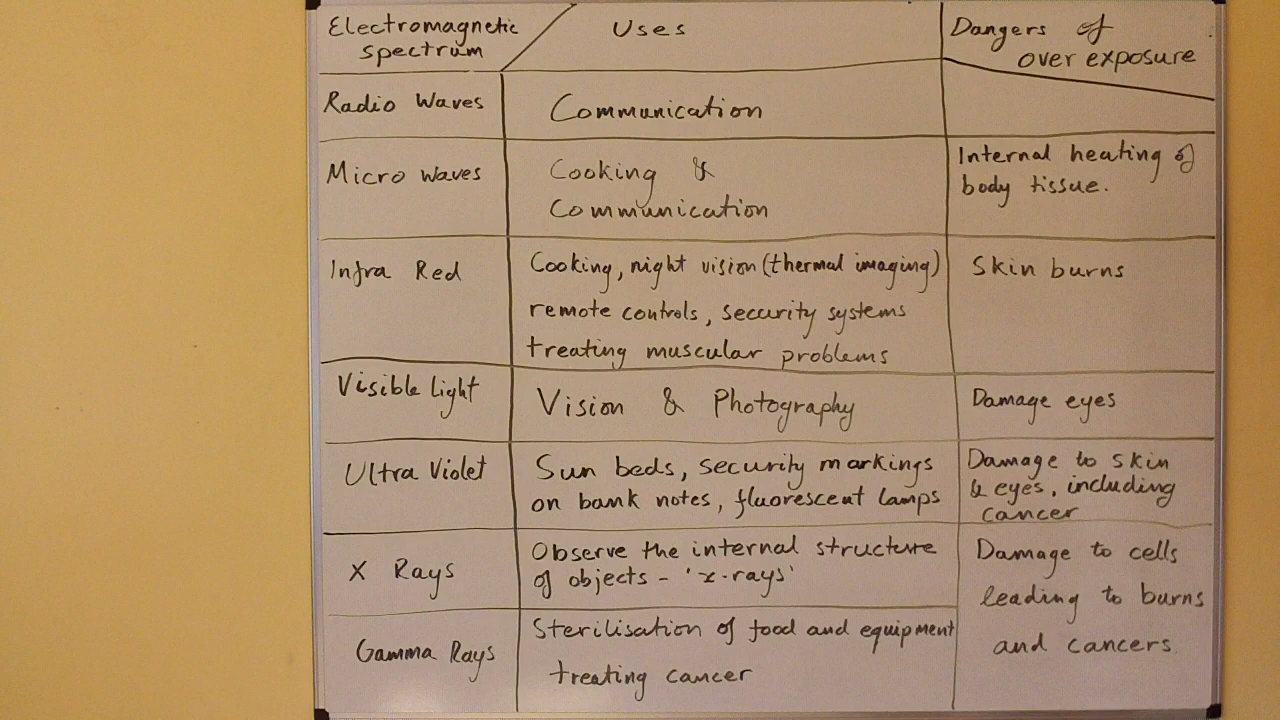 Electromagnetic
spectrum
Uses
Dangers of
over exposure
Radio Waves
Communication
Micro Waves
Cooking &
Communication
Internal heating of
body tissue.
Infra Red
Cooking, night vision (thermal imaging)
remote controls, security systems
treating muscular problems
Skin burns
Visible Light
Vision & Photography
Damage eyes
Ultra Violet
Sun beds, security markings
on bank notes, fluorescent lamps
Damage to skin
& eyes, including
cancer
X Rays
Observe the internal structure
of objects - 'x-rays'
Damage to cells
leading to burns
and cancers
Gamma Rays
Sterilisation of food and equipment
treating cancer